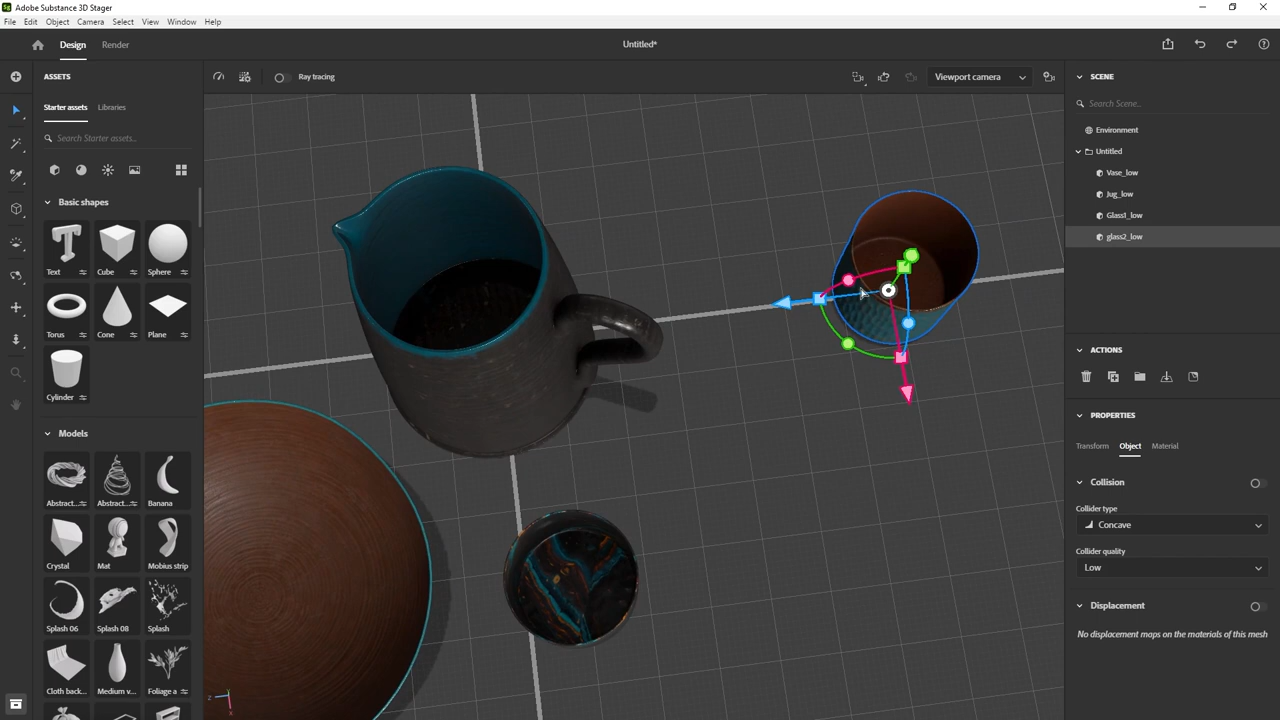 Adobe Substance 3D Stager
File Edit Object Camera Select View Window Help
Design Render Untitled*
ASSETS
Starter assets Libraries
Search Starter assets..
Basic shapes
Text Cube Sphere
Torus Cone Plane
Cylinder
Models
Abstract... Abstract... Banana
Crystal Mat Mobius strip
Splash 06 Splash 08 Splash
Cloth back... Medium v... Foliage a
Ray tracing
Viewport camera
SCENE
Search Scene..
Environment
Untitled
Vase_low
Jug_low
Glass1_low
glass2_low
ACTIONS
PROPERTIES
Transform Object Material
Collision
Collider type
Concave
Collider quality
Low
Displacement
No displacement maps on the materials of this mesh